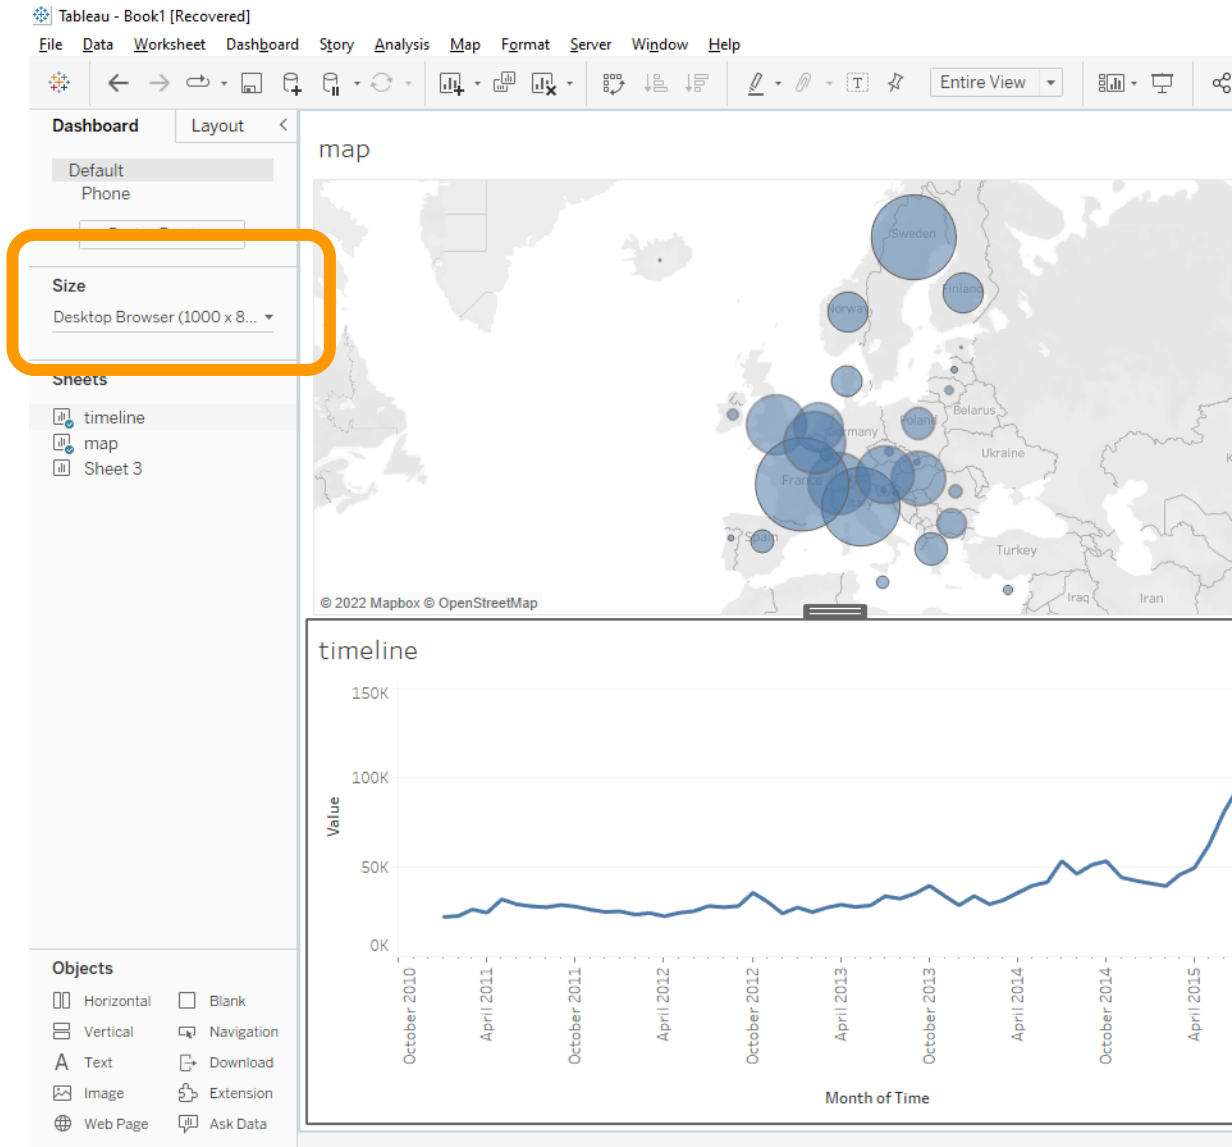 Tableau - Book1 [Recovered]
File Data Worksheet Dashboard Story Analysis Map Format Server Window Help
T Entire View
Dashboard Layout
Default
Phone
Size
Desktop Browser (1000 x 8...
Sheets
timeline
map
Sheet 3
Objects
Horizontal Blank
Vertical Navigation
A Text Download
Image Extension
Web Page Ask Data
map
Sweden
Finland
Norway
Belarus
Poland
Germany
Ukraine
France
Spain
Turkey
Iraq
Iran
© 2022 Mapbox © OpenStreetMap
timeline
150K
100K
50K
0K
Value
October 2010
April 2011
October 2011
April 2012
October 2012
April 2013
October 2013
April 2014
October 2014
April 2015
Month of Time